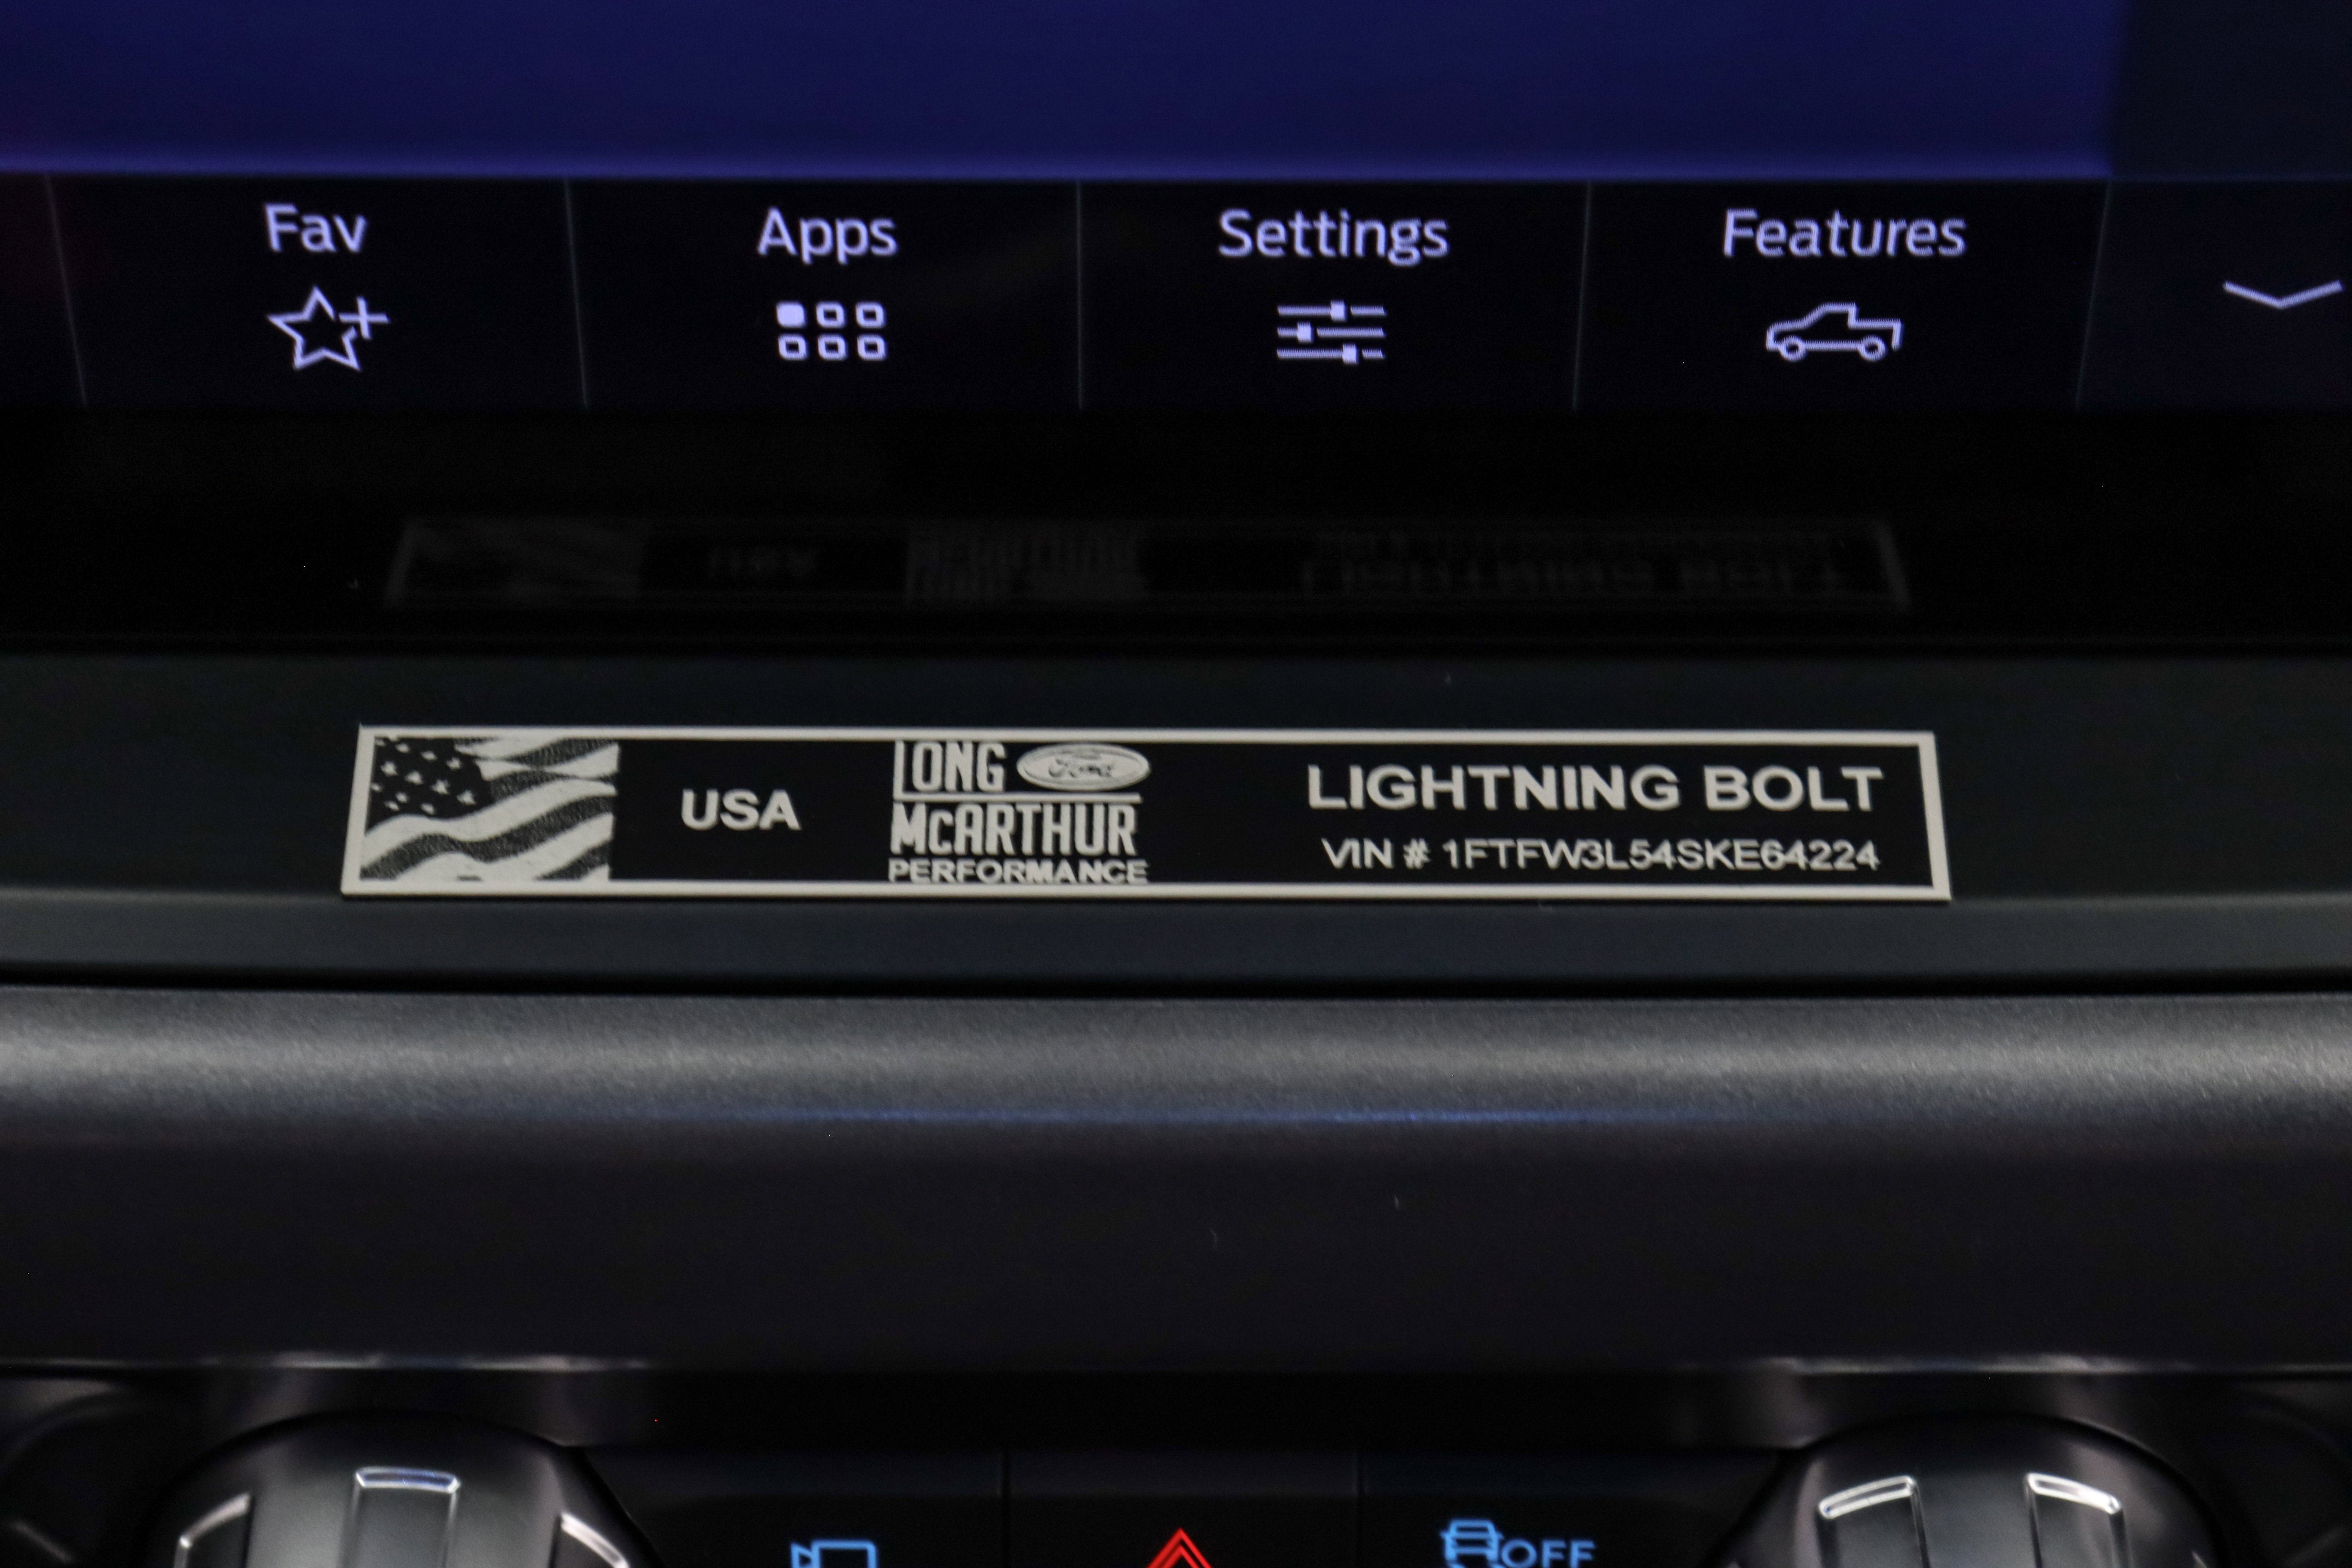 Fav
Apps
Settings
Features
USA
LONG Ford
McARTHUR
PERFORMANCE
LIGHTNING BOLT
VIN # 1FTFW3L54SKE64224
OFF